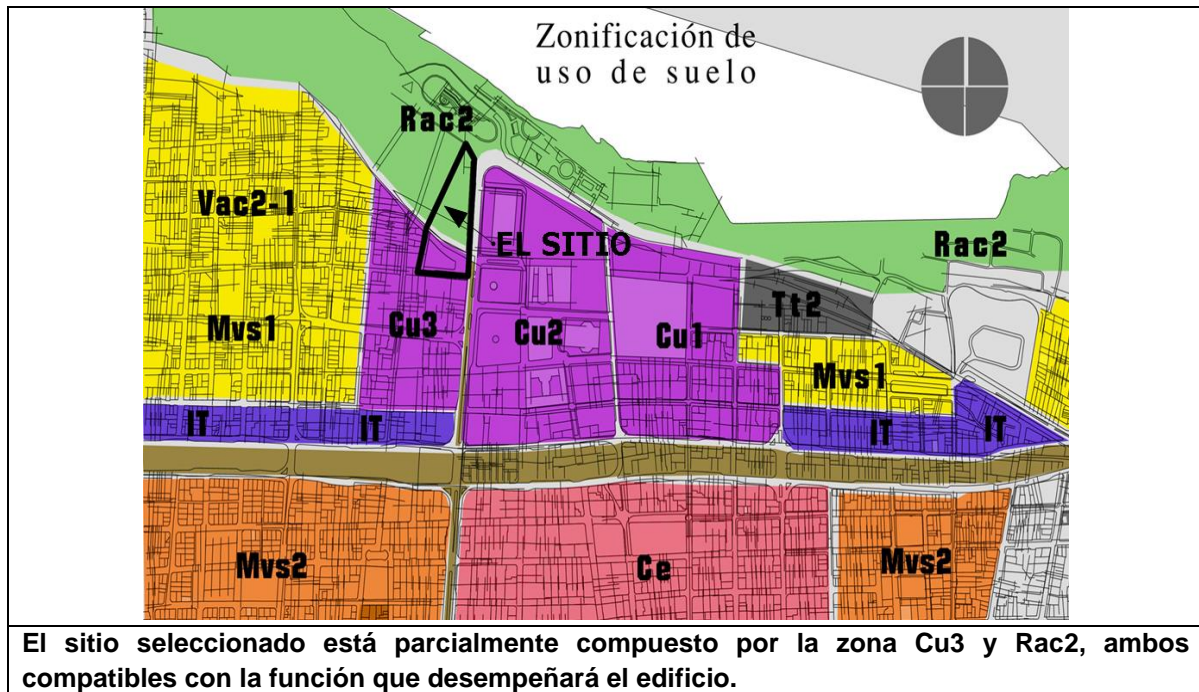 Zonificación de
uso de suelo
Rac2
Vac2-1
EL SITIO
Rac2
Tt2
Mvs1
Cu3
Cu2
Cu1
Mvs1
IT
IT
IT
IT
Mvs2
Ce
Mvs2
El sitio seleccionado está parcialmente compuesto por la zona Cu3 y Rac2, ambos
compatibles con la función que desempeñará el edificio.